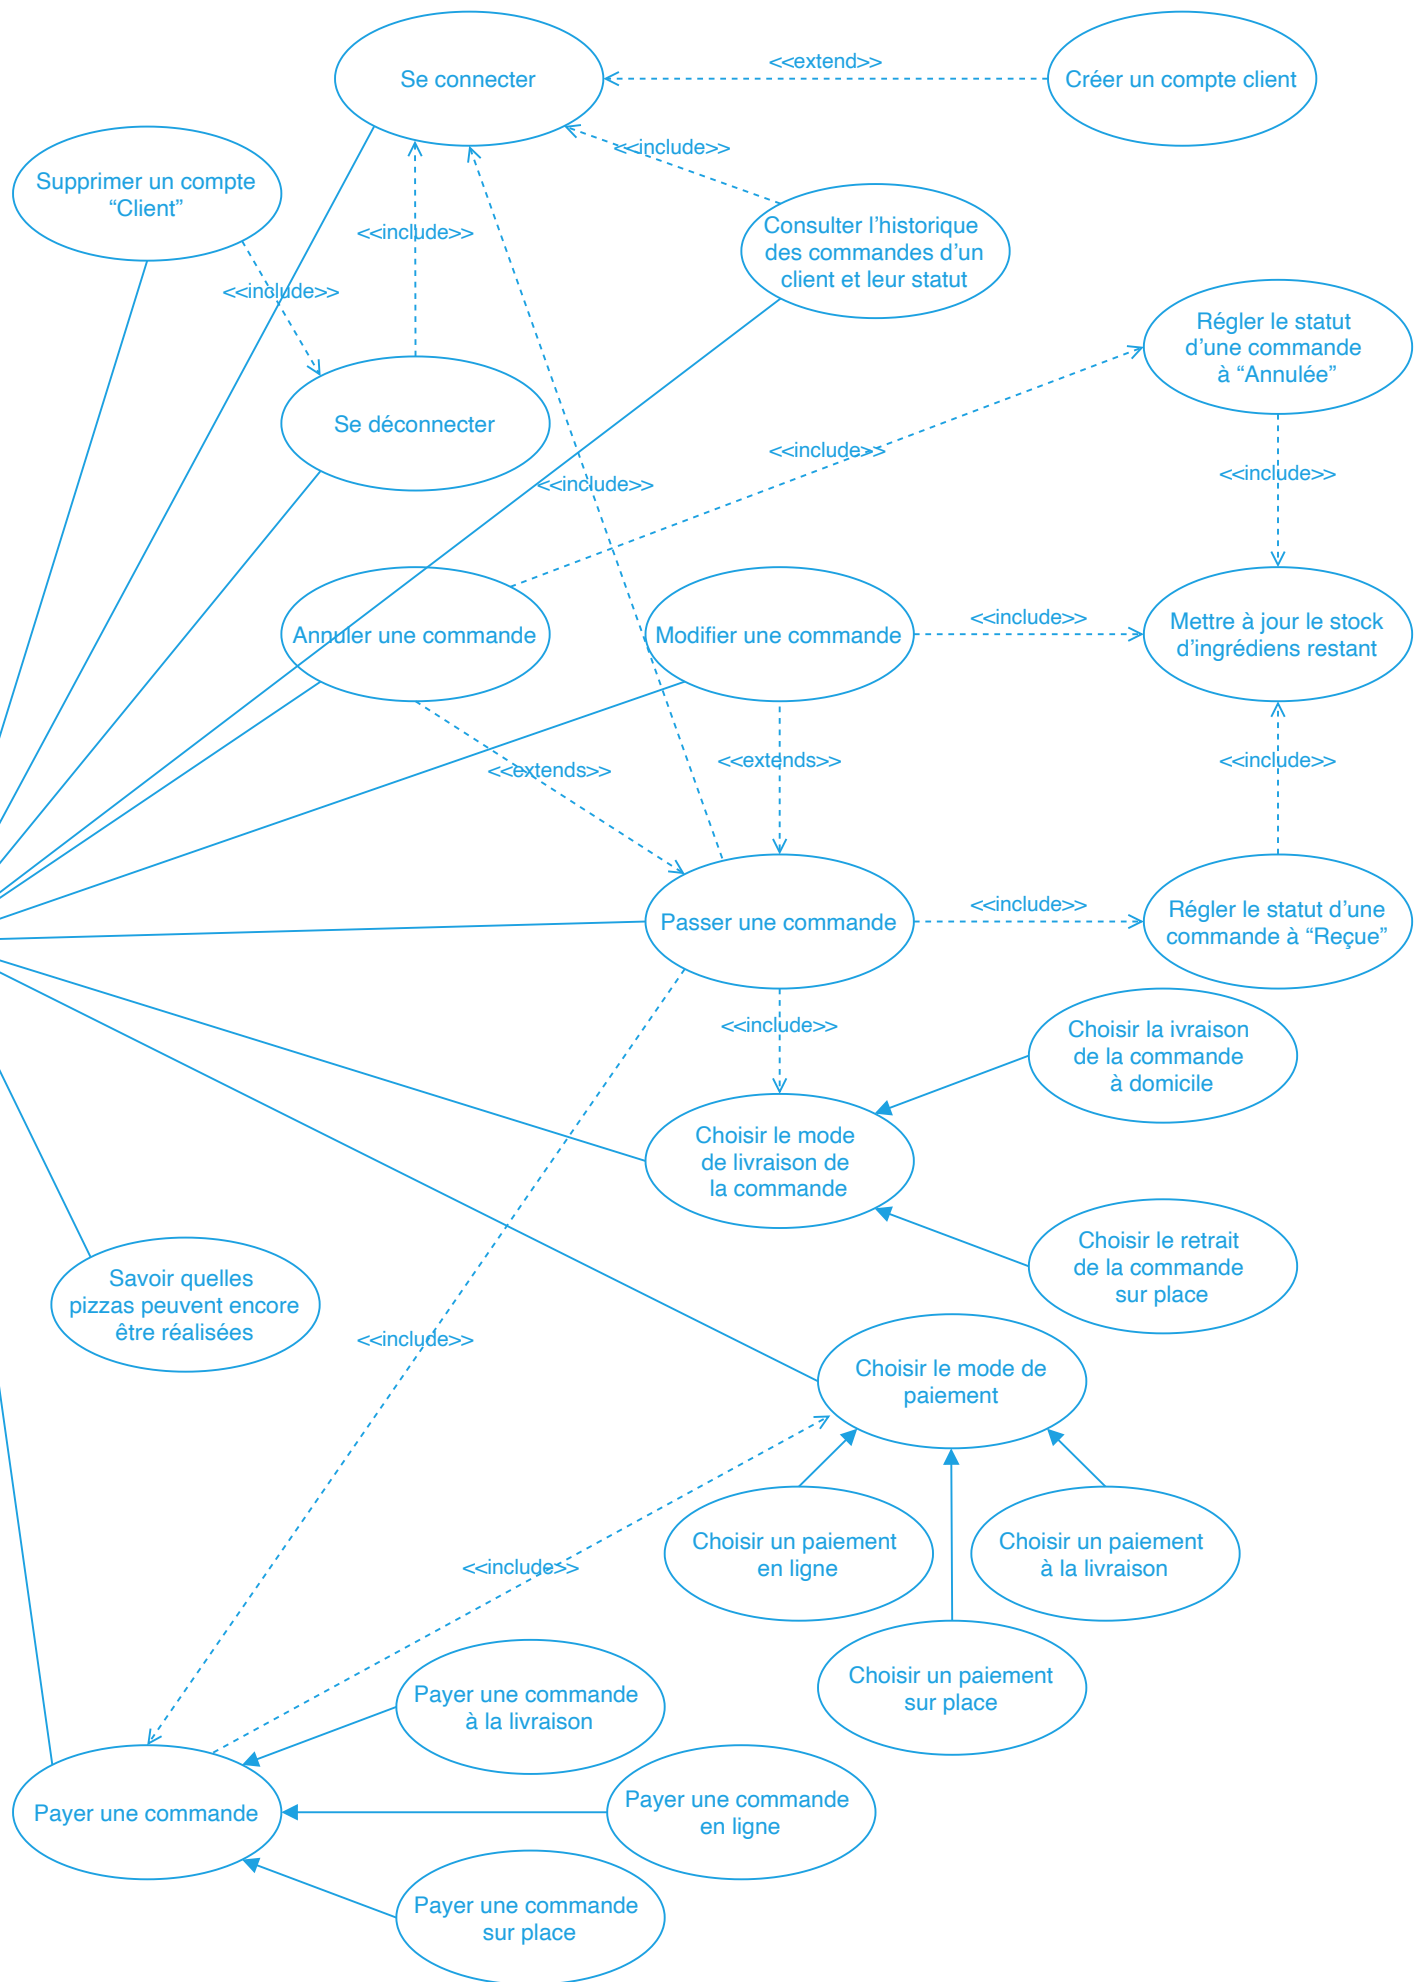 Se connecter
<<extend>>
Créer un compte client
<<include>>
Supprimer un compte
“Client”
<<include>>
Consulter l’historique
des commandes d’un
client et leur statut
<<include>>
Régler le statut
d’une commande
à “Annulée”
Se déconnecter
<<include>>
<<include>>
<<include>>
Annuler une commande
Modifier une commande
<<include>>
Mettre à jour le stock
d’ingrédiens restant
<<extends>>
<<extends>>
<<include>>
Passer une commande
<<include>>
Régler le statut d’une
commande à “Reçue”
<<include>>
Choisir la ivraison
de la commande
à domicile
Choisir le mode
de livraison de
la commande
Choisir le retrait
de la commande
sur place
Savoir quelles
pizzas peuvent encore
être réalisées
<<include>>
Choisir le mode de
paiement
Choisir un paiement
en ligne
Choisir un paiement
à la livraison
<<include>>
Choisir un paiement
sur place
Payer une commande
à la livraison
Payer une commande
Payer une commande
en ligne
Payer une commande
sur place